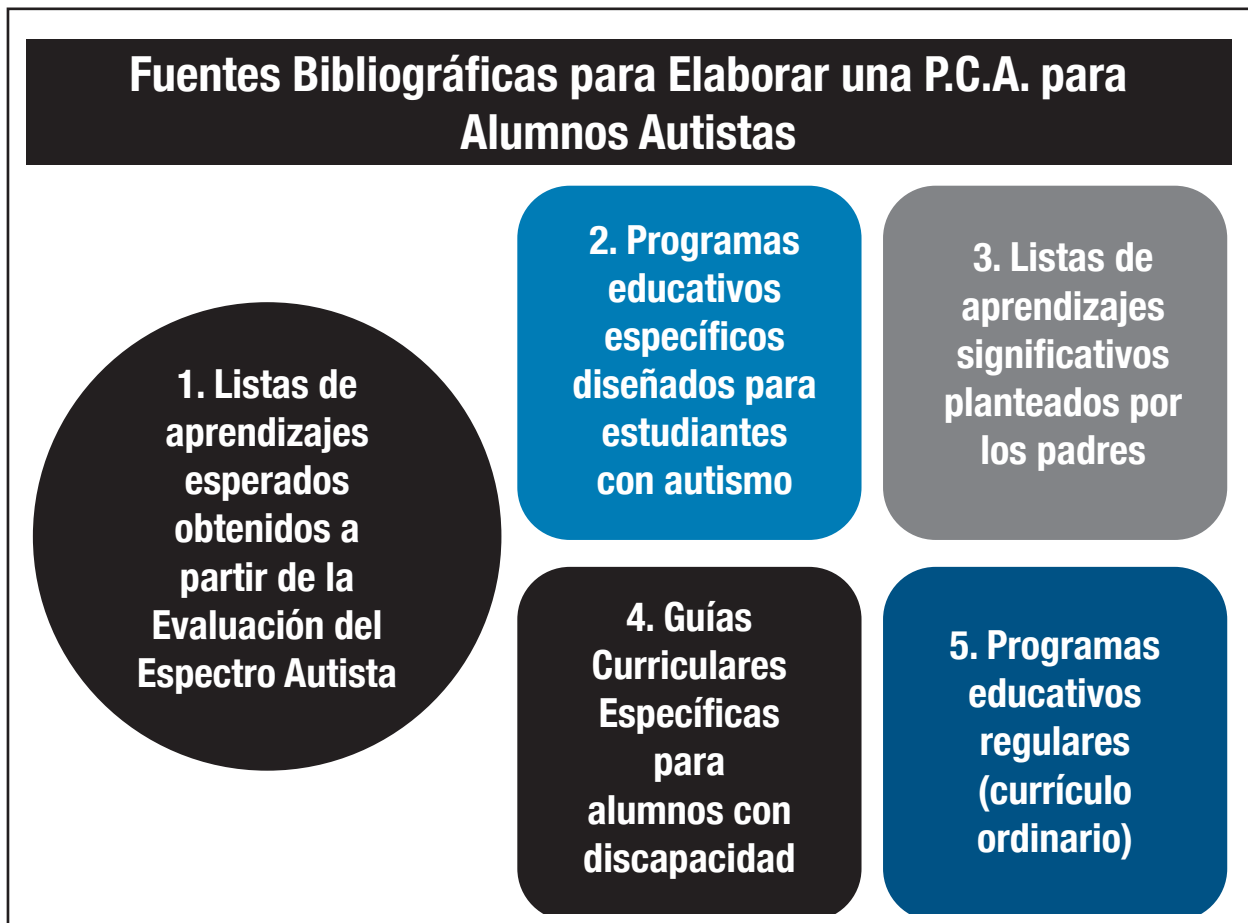 Fuentes Bibliográficas para Elaborar una P.C.A. para
Alumnos Autistas
1. Listas de
aprendizajes
esperados
obtenidos a
partir de la
Evaluación del
Espectro Autista
2. Programas
educativos
específicos
diseñados para
estudiantes
con autismo
3. Listas de
aprendizajes
significativos
planteados por
los padres
4. Guías
Curriculares
Específicas
para
alumnos con
discapacidad
5. Programas
educativos
regulares
(currículo
ordinario)